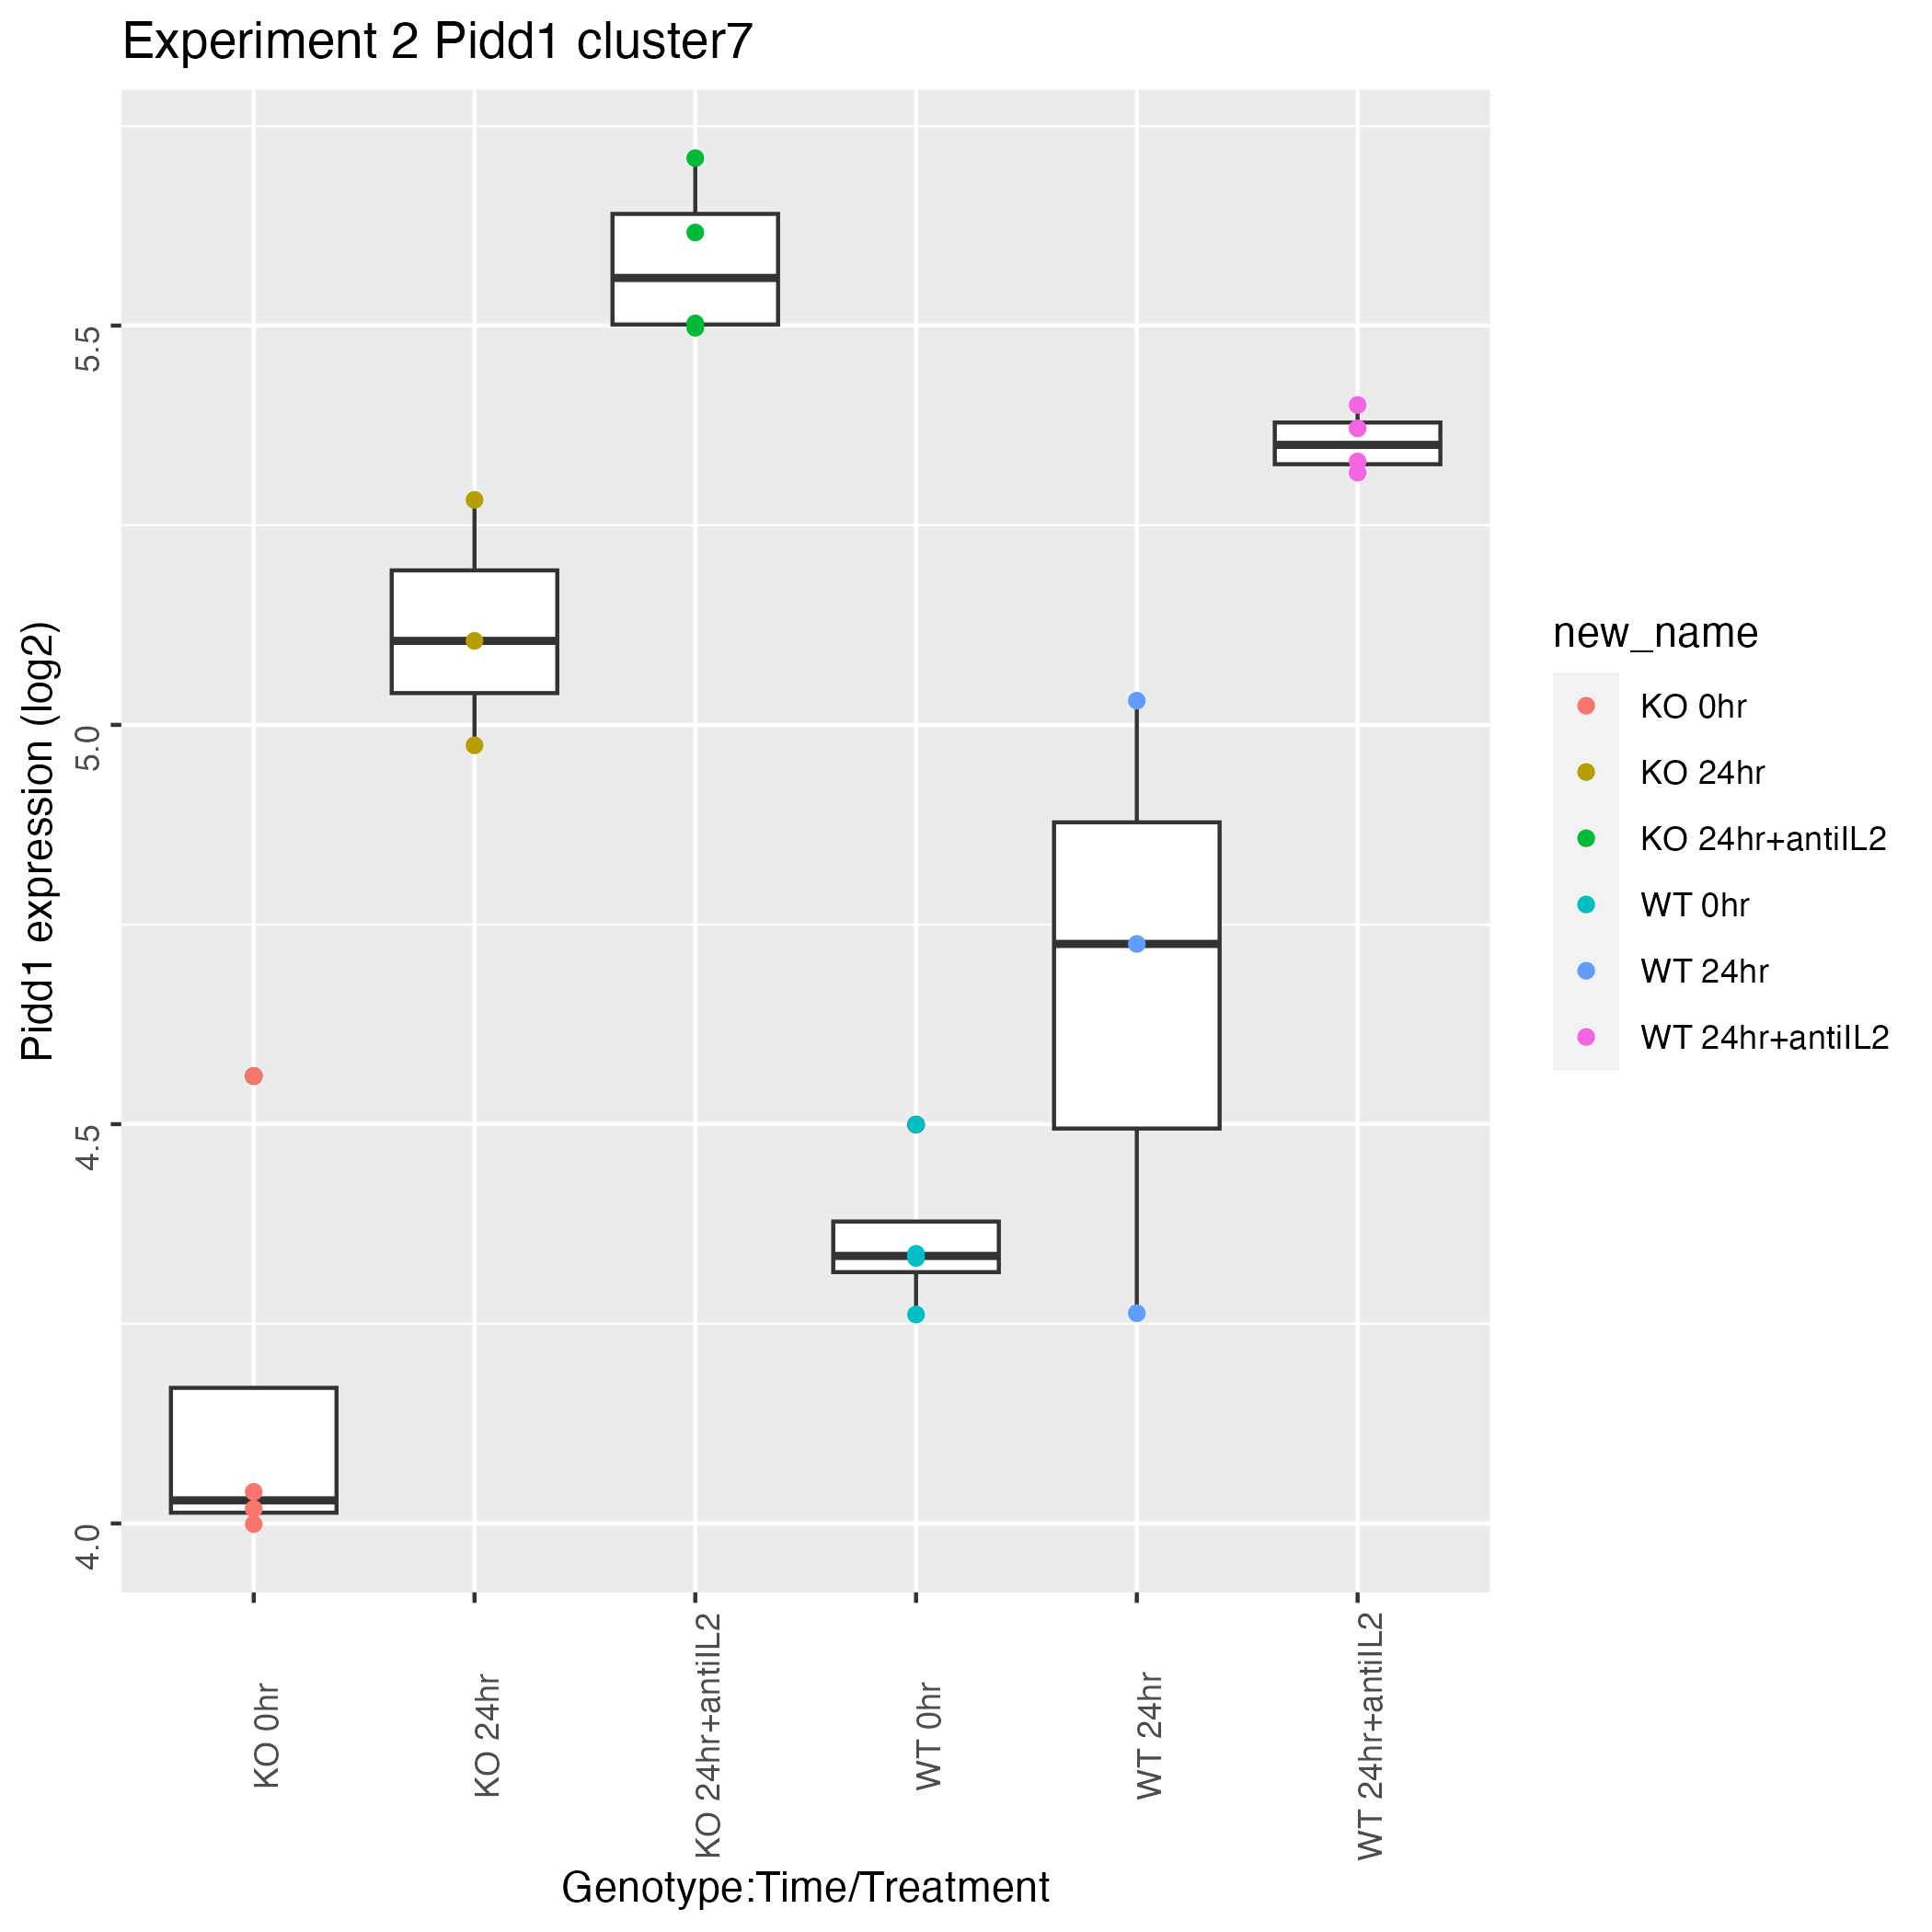 Experiment 2 Pidd1 cluster7
Pidd1 expression (log2)
5.5
5.0
4.5
4.0
KO 0hr
KO 24hr
KO 24hr+antiIL2
WT 0hr
WT 24hr
WT 24hr+antiIL2
Genotype:Time/Treatment
new_name
KO 0hr
KO 24hr
KO 24hr+antiIL2
WT 0hr
WT 24hr
WT 24hr+antiIL2